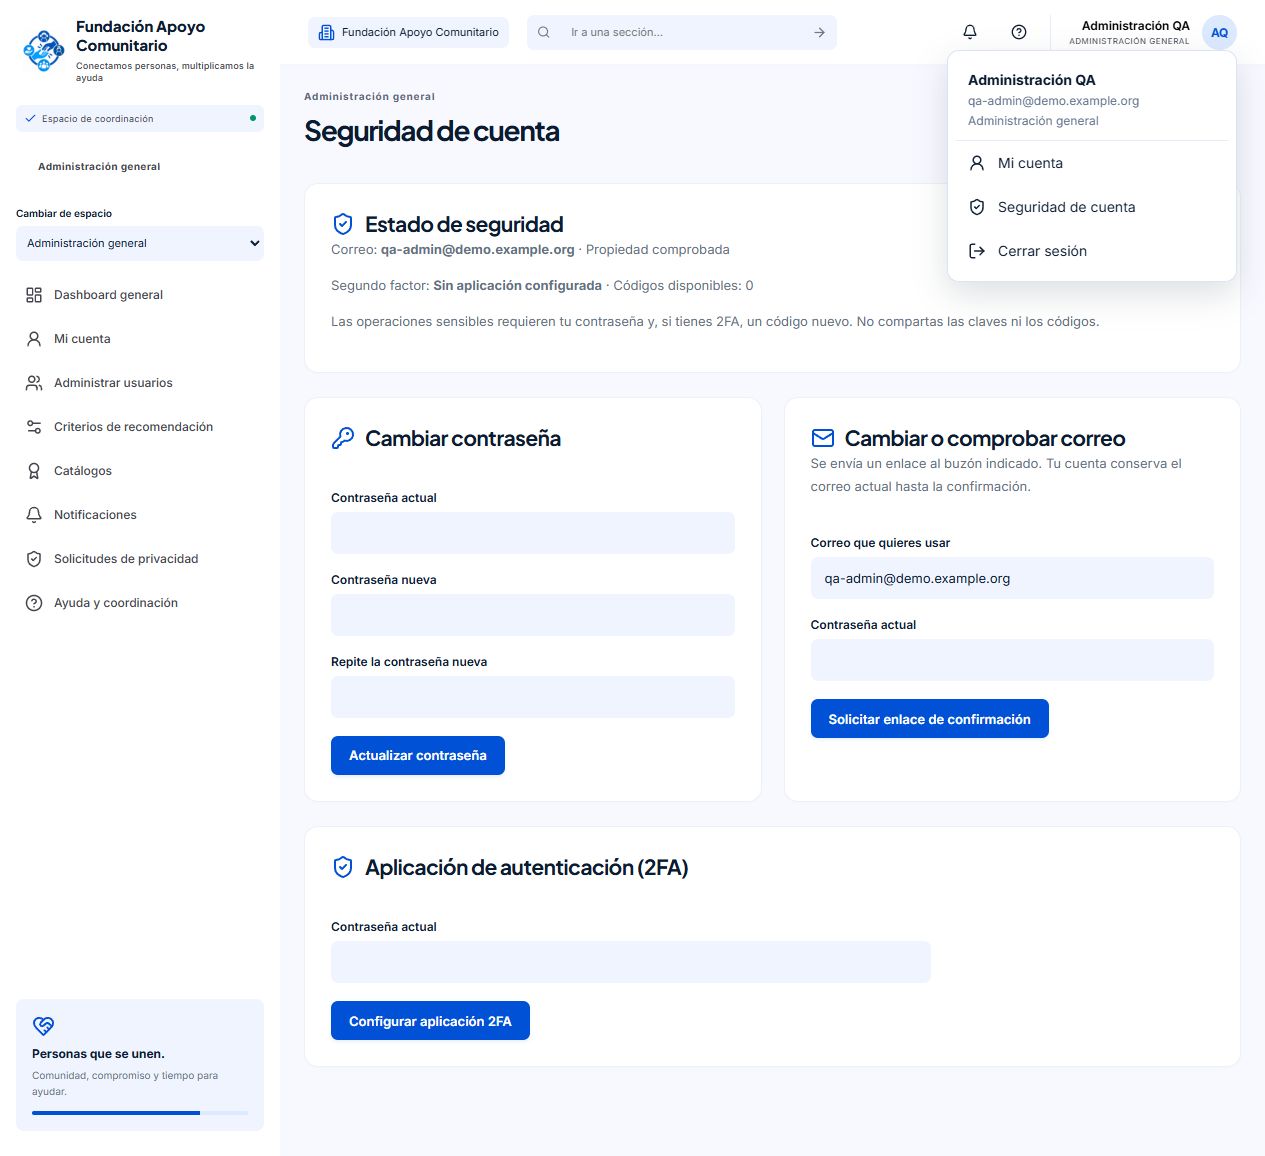 Fundación Apoyo
Comunitario
Conectamos personas, multiplicamos la
ayuda
Espacio de coordinación
Administración general
Cambiar de espacio
Administración general
Dashboard general
Mi cuenta
Administrar usuarios
Criterios de recomendación
Catálogos
Notificaciones
Solicitudes de privacidad
Ayuda y coordinación
Personas que se unen.
Comunidad, compromiso y tiempo para
ayudar.
Fundación Apoyo Comunitario
Ir a una sección...
Administración QA
ADMINISTRACIÓN GENERAL
AQ
Administración QA
qa-admin@demo.example.org
Administración general
Mi cuenta
Seguridad de cuenta
Cerrar sesión
Administración general
Seguridad de cuenta
Estado de seguridad
Correo: qa-admin@demo.example.org · Propiedad comprobada
Segundo factor: Sin aplicación configurada · Códigos disponibles: 0
Las operaciones sensibles requieren tu contraseña y, si tienes 2FA, un código nuevo. No compartas las claves ni los códigos.
Cambiar contraseña
Contraseña actual
Contraseña nueva
Repite la contraseña nueva
Actualizar contraseña
Cambiar o comprobar correo
Se envía un enlace al buzón indicado. Tu cuenta conserva el
correo actual hasta la confirmación.
Correo que quieres usar
qa-admin@demo.example.org
Contraseña actual
Solicitar enlace de confirmación
Aplicación de autenticación (2FA)
Contraseña actual
Configurar aplicación 2FA